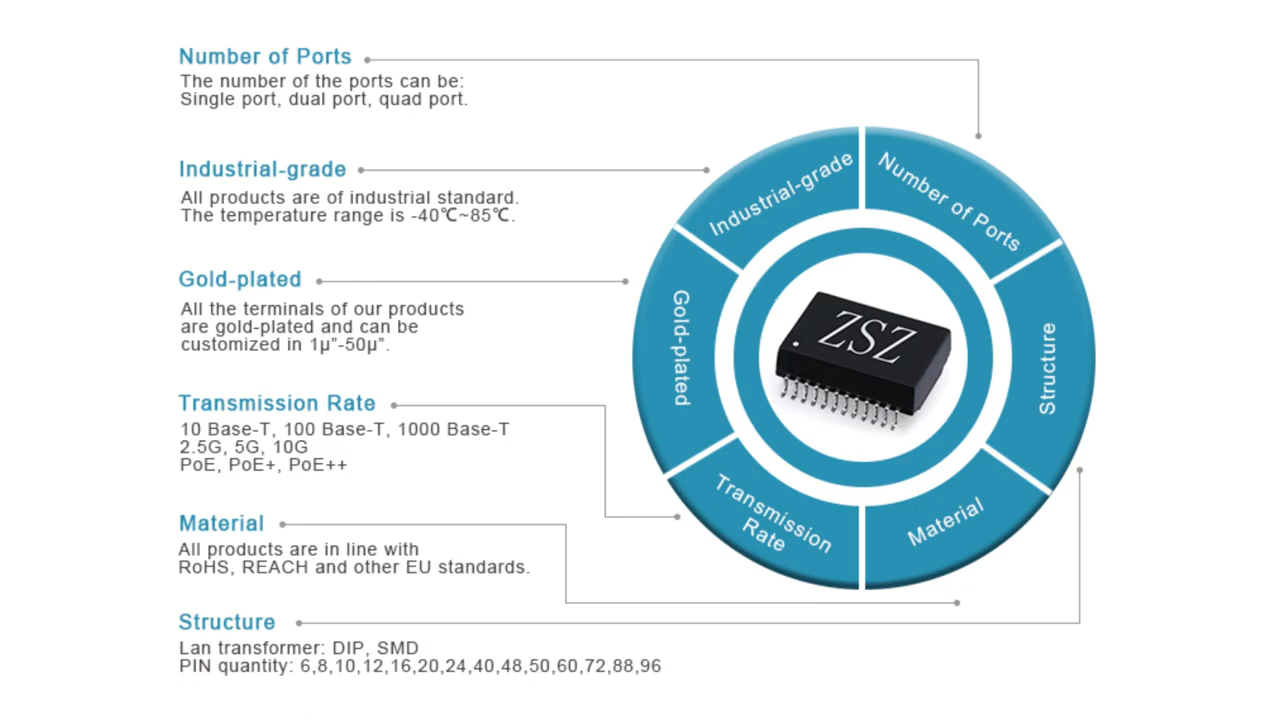 Number of Ports
The number of the ports can be:
Single port, dual port, quad port.
Industrial-grade
All products are of industrial standard.
The temperature range is -40℃~85℃.
Gold-plated
All the terminals of our products
are gold-plated and can be
customized in 1μ"-50μ".
Transmission Rate
10 Base-T, 100 Base-T, 1000 Base-T
2.5G, 5G, 10G
PoE, PoE+, PoE++
Material
All products are in line with
RoHS, REACH and other EU standards.
Structure
Lan transformer: DIP, SMD
PIN quantity: 6,8,10,12,16,20,24,40,48,50,60,72,88,96
Industrial-grade
Number of Ports
Gold-plated
Structure
Transmission
Rate
Material
ZSZ